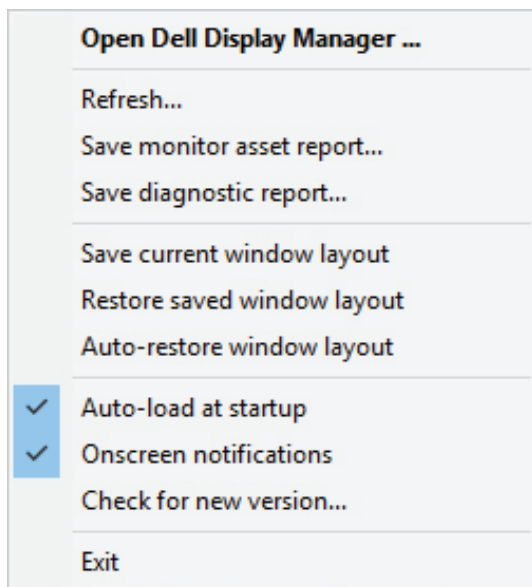 Open Dell Display Manager ...
Refresh...
Save monitor asset report...
Save diagnostic report...
Save current window layout
Restore saved window layout
Auto-restore window layout
Auto-load at startup
Onscreen notifications
Check for new version...
Exit